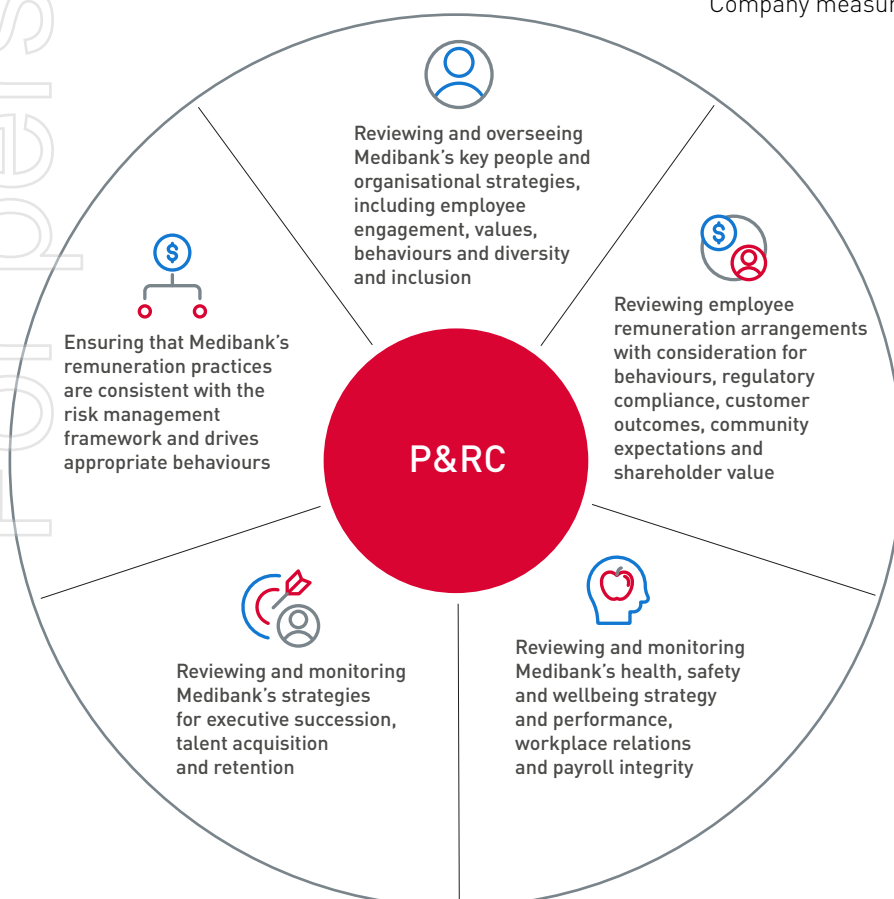 Company measur
For pers
Reviewing and overseeing
Medibank's key people and
organisational strategies,
including employee
engagement, values,
behaviours and diversity
and inclusion
$
Reviewing employee
remuneration arrangements
with consideration for
behaviours, regulatory
compliance, customer
outcomes, community
expectations and
shareholder value
$
Ensuring that Medibank's
remuneration practices
are consistent with the
risk management
framework and drives
appropriate behaviours
P&RC
Reviewing and monitoring
Medibank's strategies
for executive succession,
talent acquisition
and retention
Reviewing and monitoring
Medibank's health, safety
and wellbeing strategy
and performance,
workplace relations
and payroll integrity